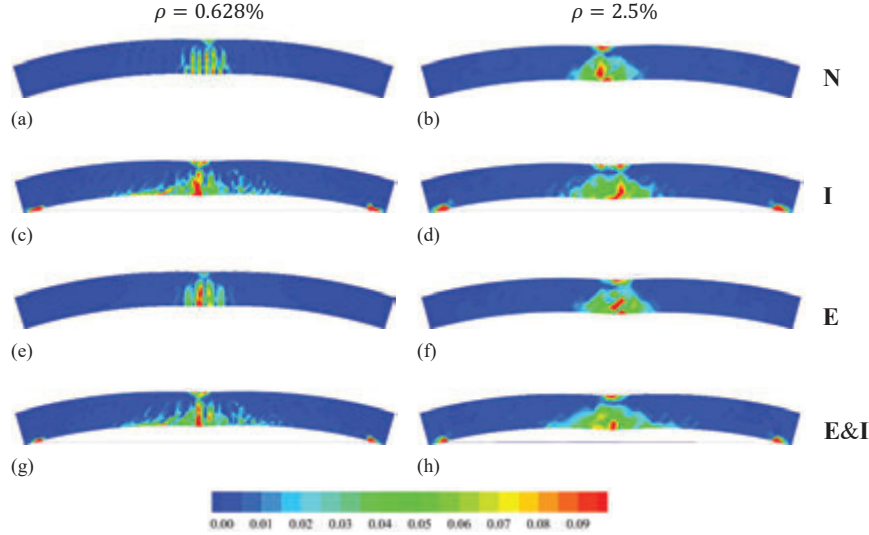 ρ = 0.628% ρ = 2.5%
N
(a) (b)
I
(c) (d)
E
(e) (f)
E&I
(g) (h)
0.00 0.01 0.02 0.03 0.04 0.05 0.06 0.07 0.08 0.09